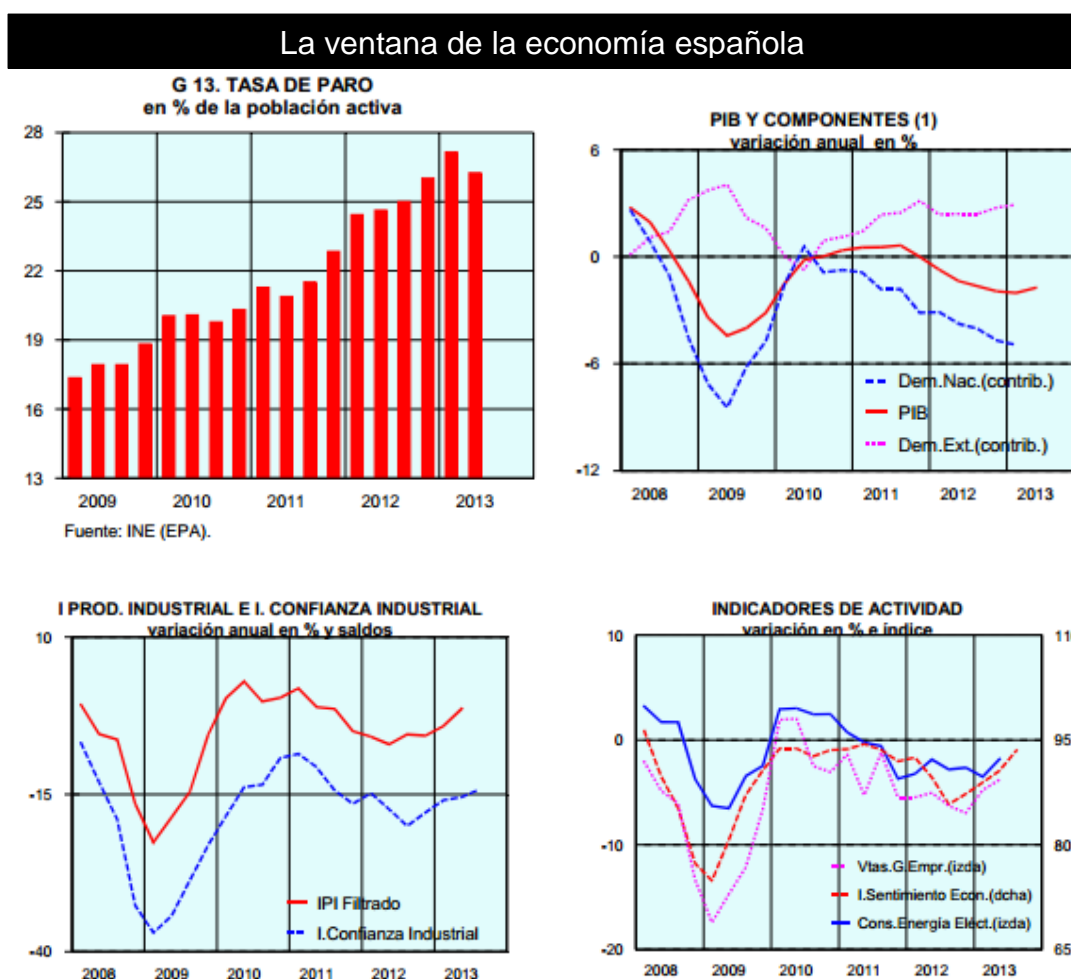 La ventana de la economía española
G 13. TASA DE PARO
en % de la población activa
28
25
22
19
16
13
2009 2010 2011 2012 2013
Fuente: INE (EPA).
PIB Y COMPONENTES (1)
variación anual en %
6
0
-6
-12
Dem.Nac.(contrib.)
PIB
Dem.Ext.(contrib.)
2008 2009 2010 2011 2012 2013
I PROD. INDUSTRIAL E I. CONFIANZA INDUSTRIAL
variación anual en % y saldos
10
-15
-40
IPI Filtrado
I.Confianza Industrial
2008 2009 2010 2011 2012 2013
INDICADORES DE ACTIVIDAD
variación en % e índice
10
0
-10
-20
110
95
80
65
Vtas.G.Empr.(izda)
I.Sentimiento Econ.(dcha)
Cons.Energía Eléct.(izda)
2008 2009 2010 2011 2012 2013